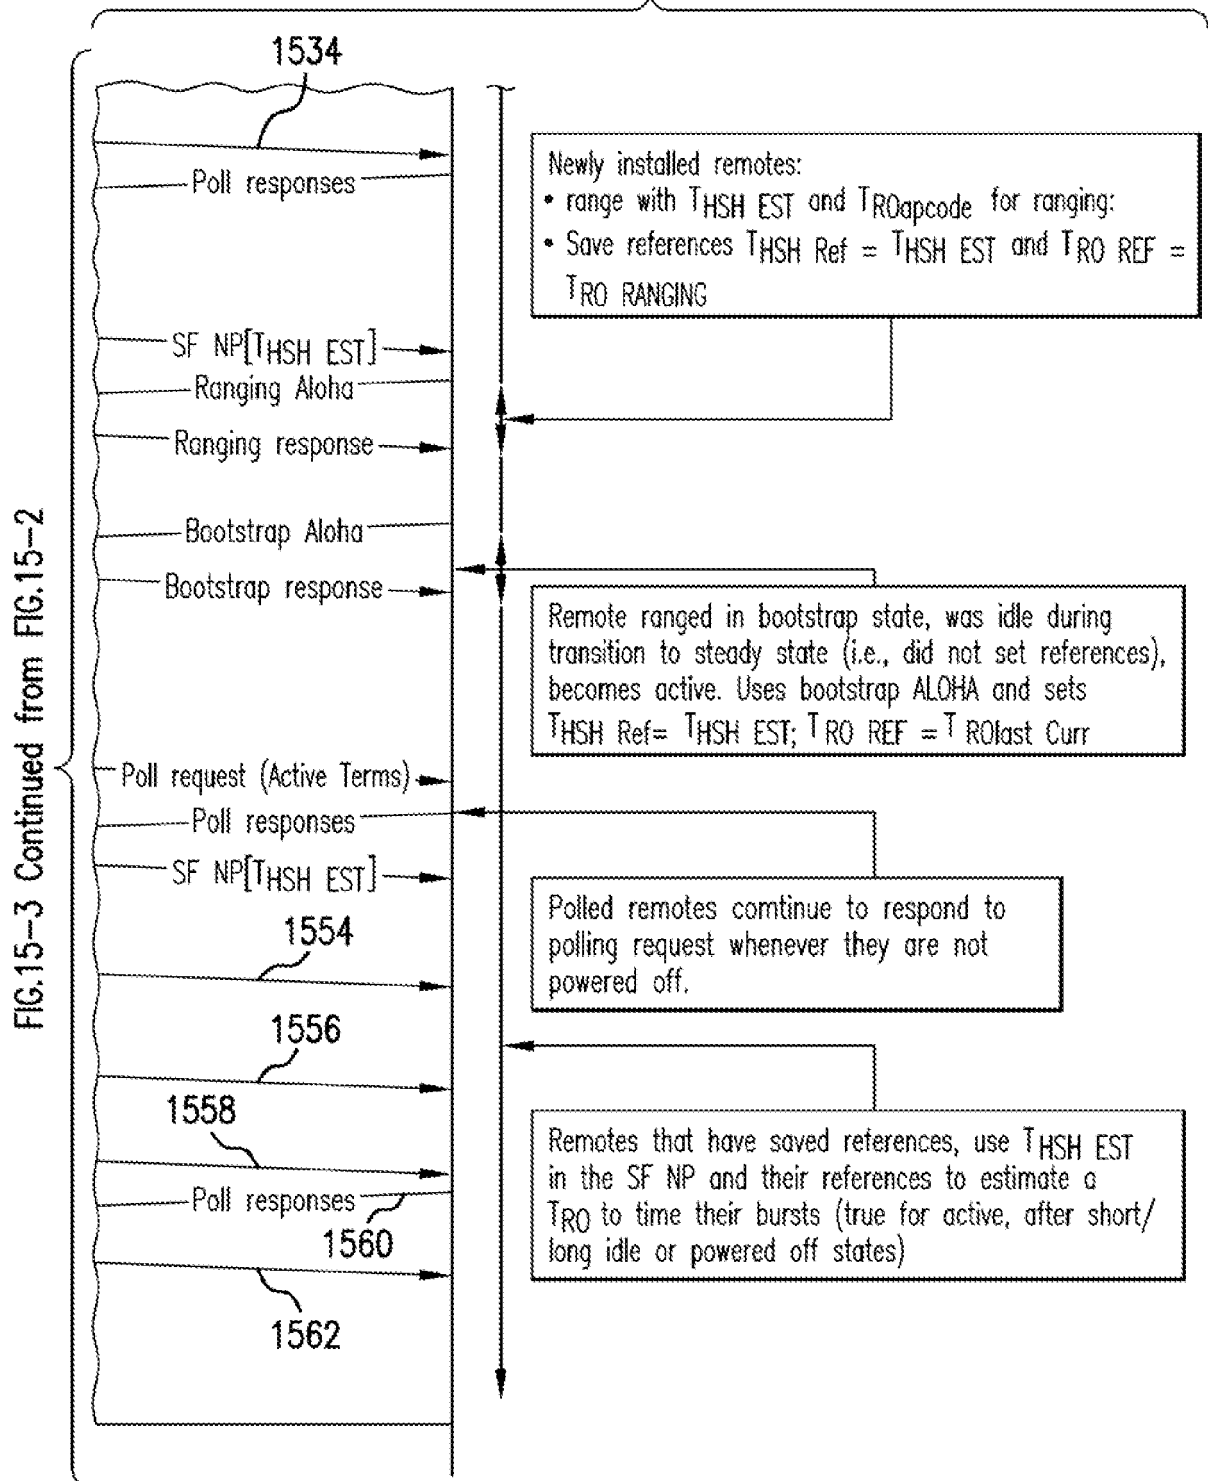 FIG.15-3 Continued from FIG.15-2
1534
Poll responses
Newly installed remotes:
• range with THSH EST and TROapcode for ranging:
• Save references THSH Ref = THSH EST and TRO REF =
TRO RANGING
SF NP[THSH EST]
Ranging Aloha
Ranging response
Bootstrap Aloha
Bootstrap response
Remote ranged in bootstrap state, was idle during
transition to steady state (i.e., did not set references),
becomes active. Uses bootstrap ALOHA and sets
THSH Ref= THSH EST; TRO REF = T ROlast Curr
Poll request (Active Terms)
Poll responses
SF NP[THSH EST]
Polled remotes comtinue to respond to
polling request whenever they are not
powered off.
1554
1556
1558
Poll responses
1560
1562
Remotes that have saved references, use THSH EST
in the SF NP and their references to estimate a
TRO to time their bursts (true for active, after short/
long idle or powered off states)